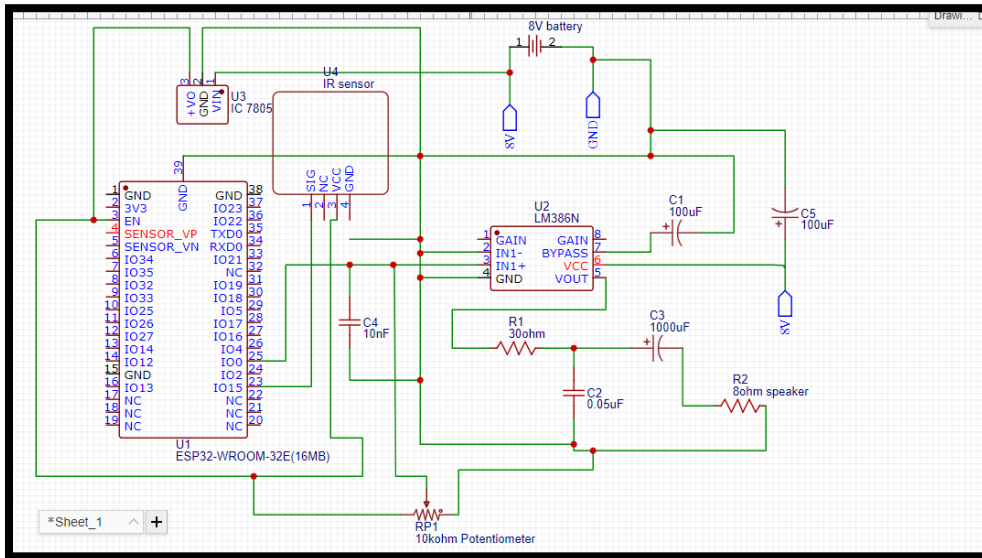 Drawi...
8V battery
1 2
3 2 1
+VO GND VIN
U3
IC 7805
U4
IR sensor
8V
GND
SIG NC VCC GND
1 2 3 4
39
GND
1 GND 38
2 3V3 IO23 37
3 EN IO22 36
4 SENSOR_VP TXD0 35
5 SENSOR_VN RXD0 34
6 IO34 IO21 33
7 IO35 NC 32
8 IO32 IO19 31
9 IO33 IO18 30
10 IO25 IO5 29
11 IO26 IO17 28
12 IO27 IO16 27
13 IO14 IO4 26
14 IO12 IO0 25
15 GND IO2 24
16 IO13 IO15 23
17 NC NC 22
18 NC NC 21
19 NC NC 20
U1
ESP32-WROOM-32E(16MB)
U2
LM386N
1 GAIN GAIN 8
2 IN1- BYPASS 7
3 IN1+ VCC 6
4 GND VOUT 5
C1
100uF
C5
100uF
8V
C4
10nF
R1
30ohm
C3
1000uF
C2
0.05uF
R2
8ohm speaker
RP1
10kohm Potentiometer
*Sheet_1